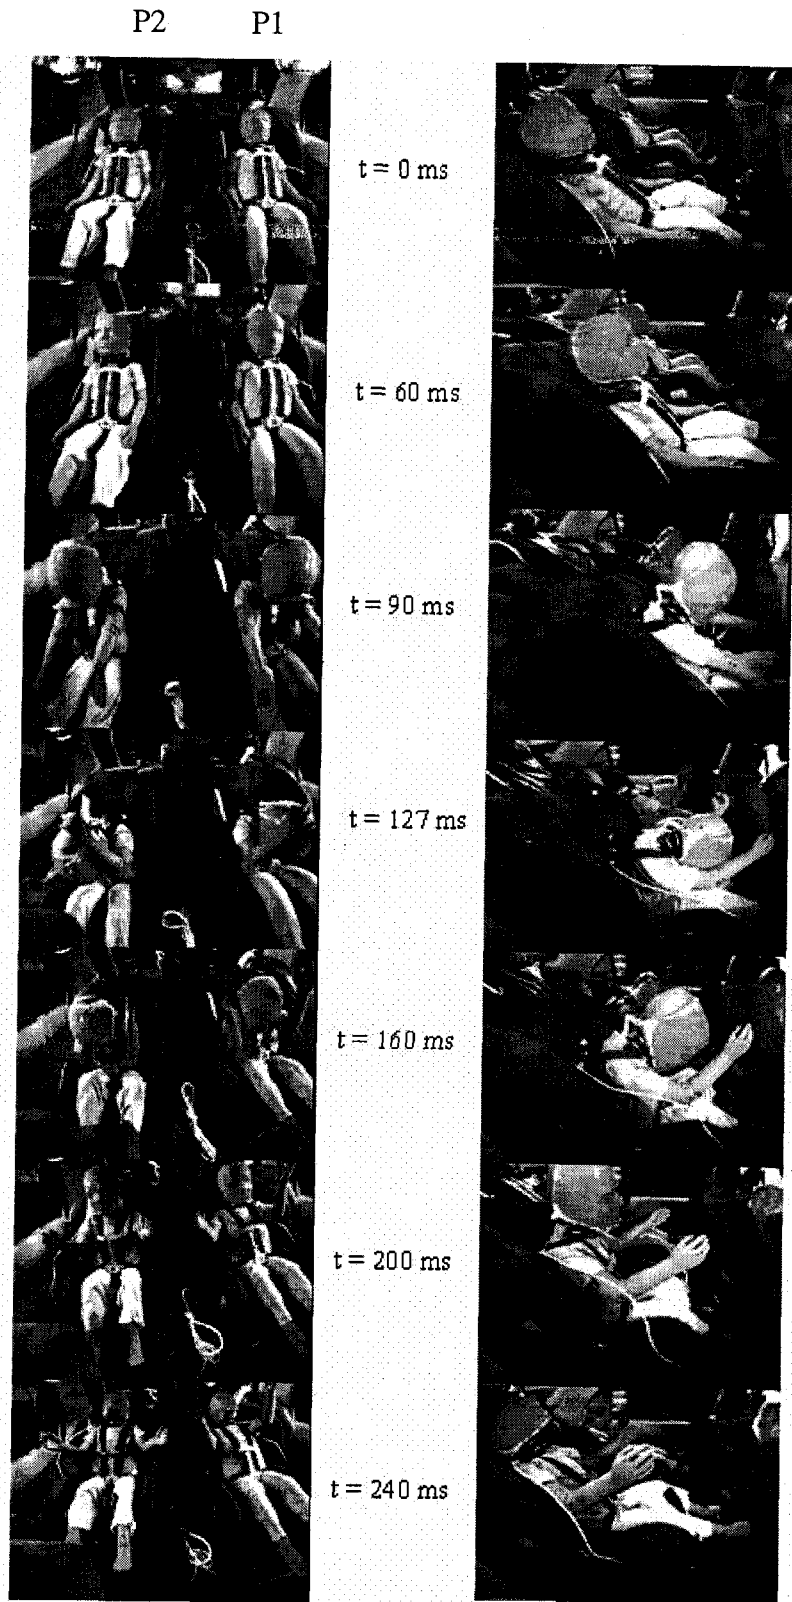 P2 P1
t = 0 ms
t = 60 ms
t = 90 ms
t = 127 ms
t = 160 ms
t = 200 ms
t = 240 ms